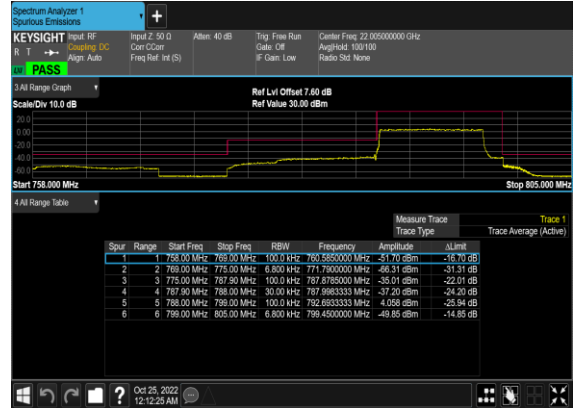 Spectrum Analyzer 1
Spurious Emissions
KEYSIGHT Input: RF Input Z: 50 Ω Atten: 40 dB Trig: Free Run Center Freq: 22.005000000 GHz
R T Coupling: DC Corr CCorr Gate: Off Avg|Hold: 100/100
Align: Auto Freq Ref: Int (S) IF Gain: Low Radio Std: None
PASS
3 All Range Graph
Ref Lvl Offset 7.60 dB
Scale/Div 10.0 dB Ref Value 30.00 dBm
20.0
0.00
-20.0
-40.0
-60.0
Start 758.000 MHz Stop 805.000 MHz
4 All Range Table
Measure Trace Trace 1
Trace Type Trace Average (Active)
Spur Range Start Freq Stop Freq RBW Frequency Amplitude ΔLimit
1 1 758.00 MHz 769.00 MHz 100.0 kHz 760.5850000 MHz -51.70 dBm -16.70 dB
2 2 769.00 MHz 775.00 MHz 6.800 kHz 771.7900000 MHz -66.31 dBm -31.31 dB
3 3 775.00 MHz 787.90 MHz 100.0 kHz 787.8785000 MHz -35.01 dBm -22.01 dB
4 4 787.90 MHz 788.00 MHz 30.00 kHz 787.9983333 MHz -37.20 dBm -24.20 dB
5 5 788.00 MHz 799.00 MHz 100.0 kHz 792.6933333 MHz 4.058 dBm -25.94 dB
6 6 799.00 MHz 805.00 MHz 6.800 kHz 799.4500000 MHz -49.85 dBm -14.85 dB
? Oct 25, 2022
12:12:25 AM